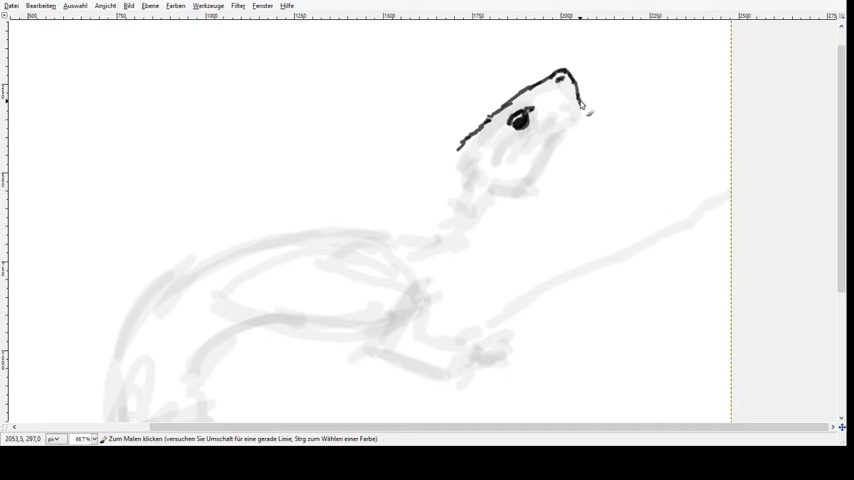 Datei Bearbeiten Auswahl Ansicht Bild Ebene Farben Werkzeuge Filter Fenster Hilfe
500 750 1000 1250 1500 1750 2000 2250 2500
2053,5, 297,0 px 66.7% Zum Malen klicken (versuchen Sie Umschalt für eine gerade Linie, Strg zum Wählen einer Farbe)